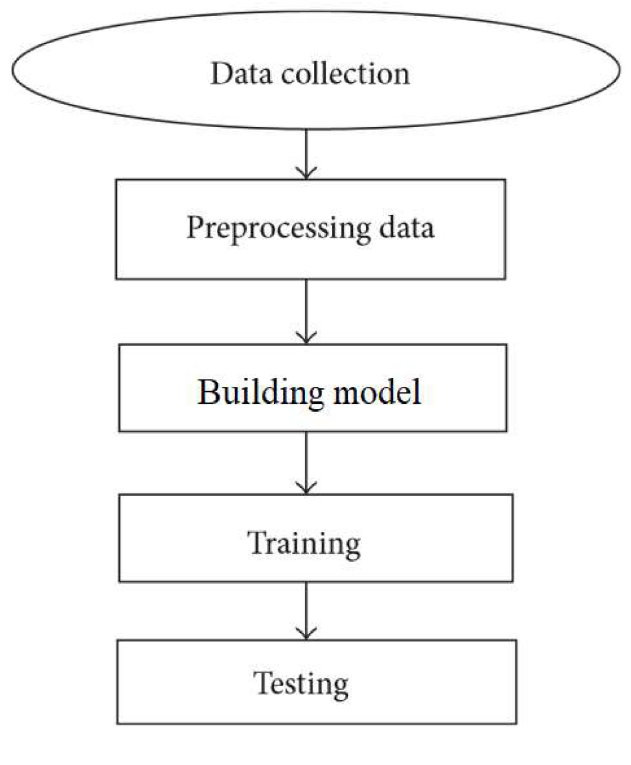 Data collection
Preprocessing data
Building model
Training
Testing